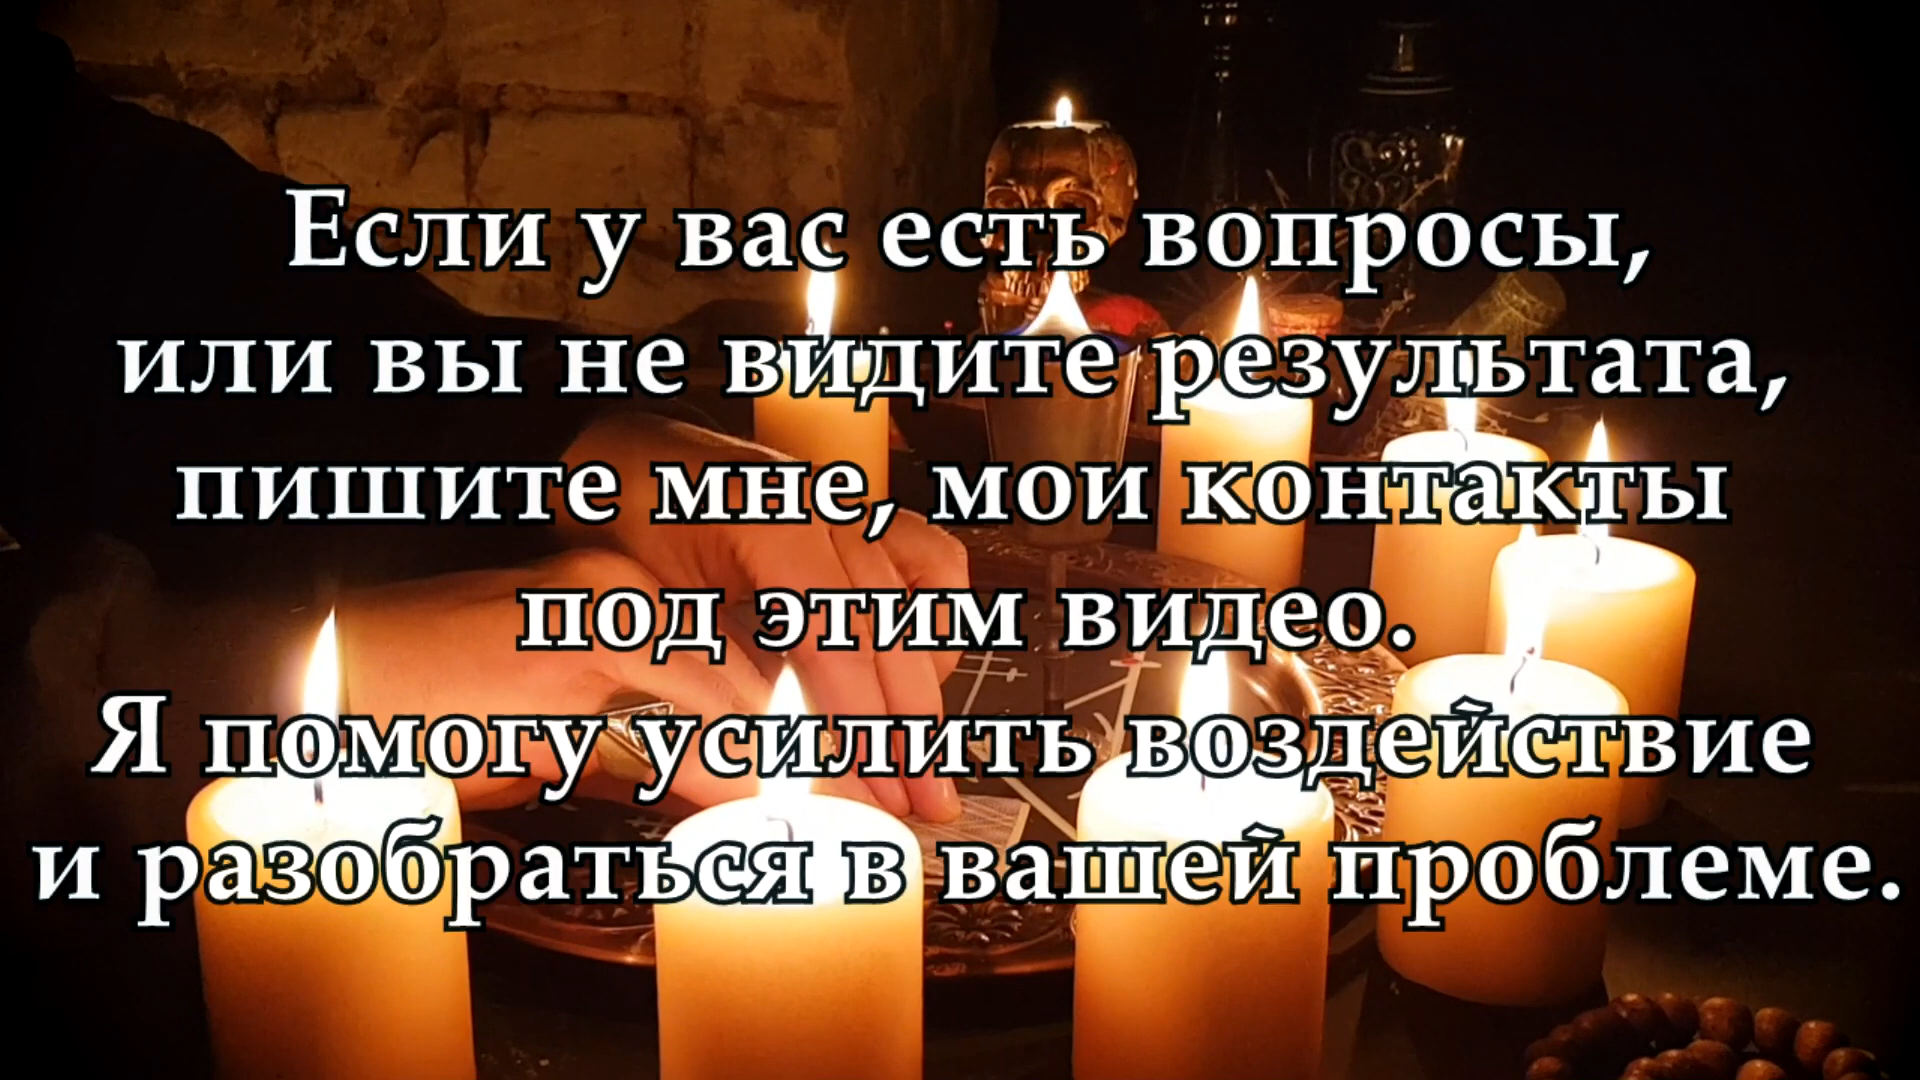 Если у вас есть вопросы,
или вы не видите результата,
пишите мне, мои контакты
под этим видео.
Я помогу усилить воздействие
и разобраться в вашей проблеме.